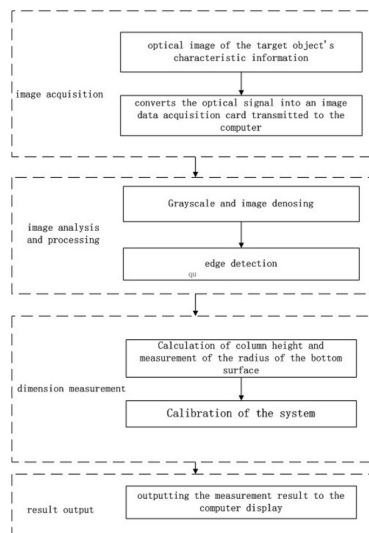 optical image of the target object's
characteristic information
image acquisition
converts the optical signal into an image
data acquisition card transmitted to the
computer
Grayscale and image denosing
image analysis
and processing
edge detection
qu
Calculation of column height and
measurement of the radius of the bottom
surface
dimension measurement
Calibration of the system
outputting the measurement result to the
computer display
result output